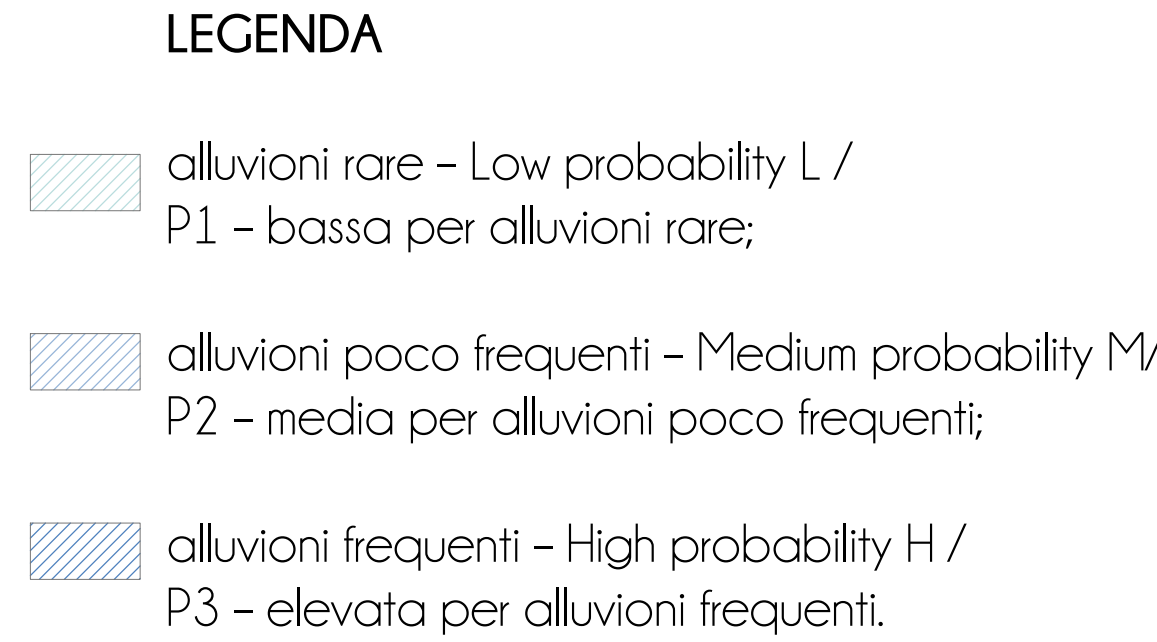 LEGENDA
alluvioni rare – Low probability L /
P1 – bassa per alluvioni rare;
alluvioni poco frequenti – Medium probability M/
P2 – media per alluvioni poco frequenti;
alluvioni frequenti – High probability H /
P3 – elevata per alluvioni frequenti.